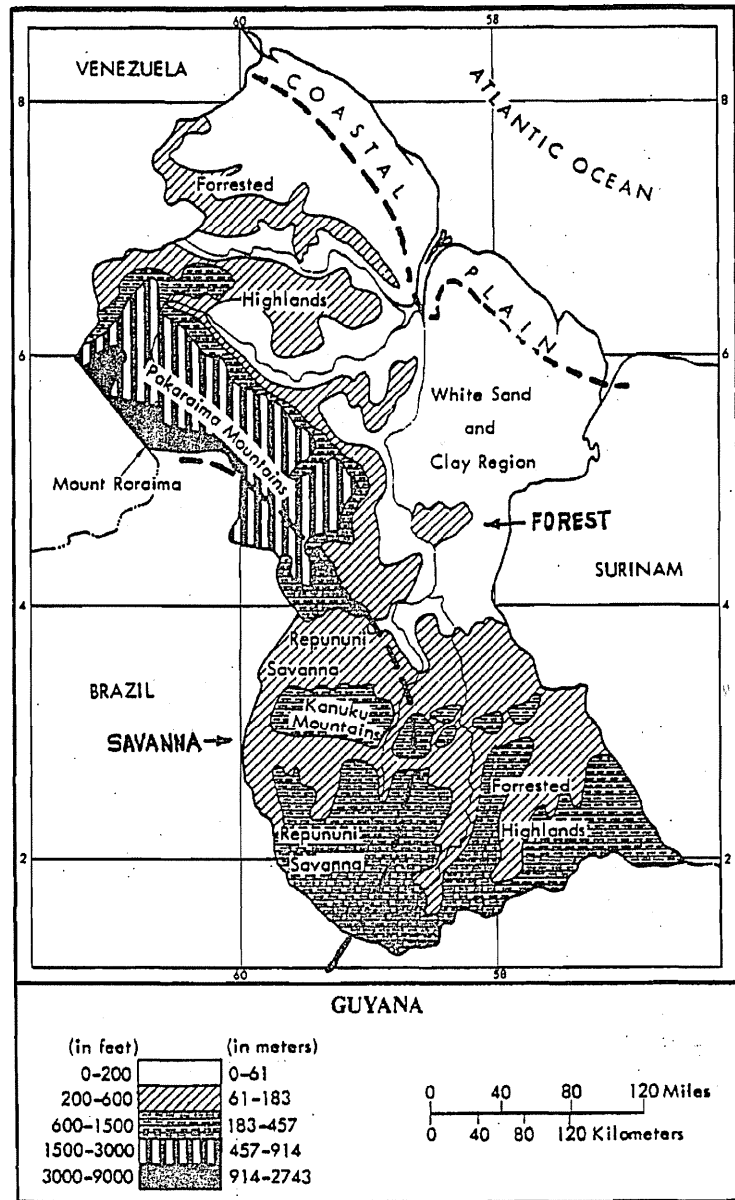 60
58
VENEZUELA
ATLANTIC OCEAN
8
8
COASTAL
PLAIN
Forrested
Highlands
6
6
Pakaraima Mountains
White Sand
and
Clay Region
Mount Roraima
FOREST
SURINAM
4
4
Repununi
Savanna
BRAZIL
Kanuku
Mountains
SAVANNA
Forrested
Highlands
Repununi
Savanna
2
2
60
58
GUYANA
(in feet) (in meters)
0-200 0-61
200-600 61-183
600-1500 183-457
1500-3000 457-914
3000-9000 914-2743
0 40 80 120 Miles
0 40 80 120 Kilometers